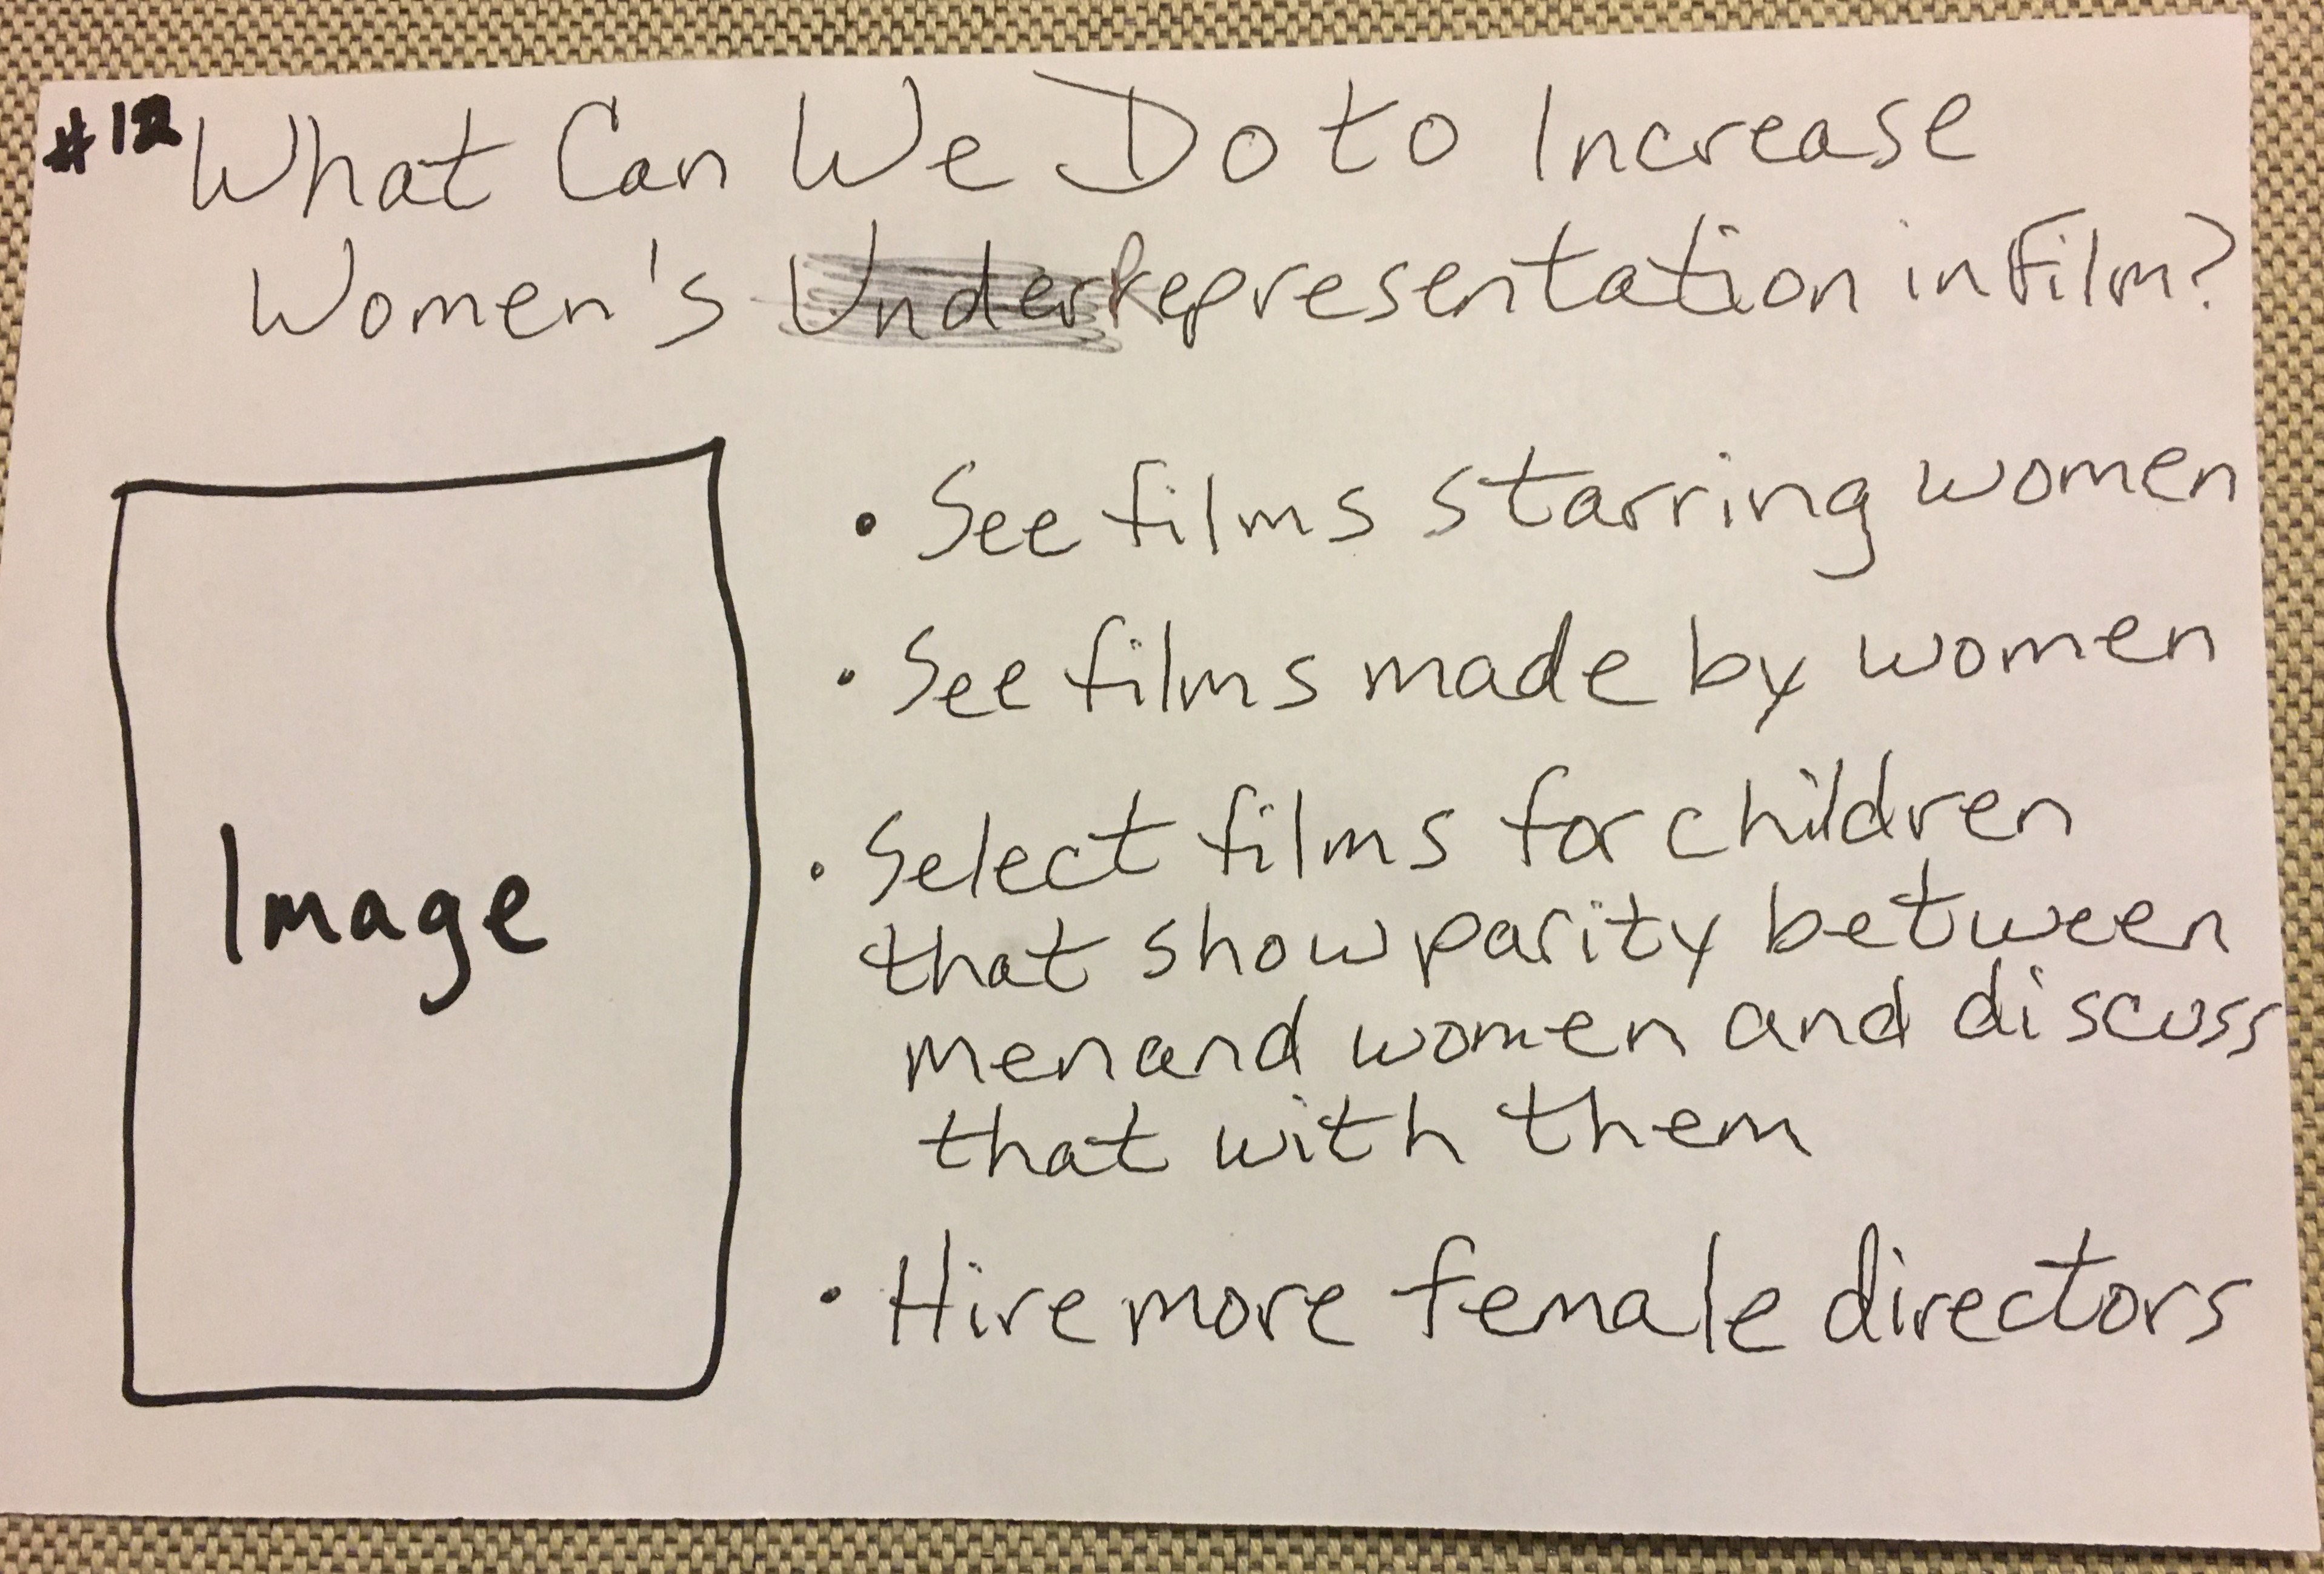 #12 What Can We Do to Increase
Women's Representation in Film?
Image
• See films starring women
• See films made by women
• Select films for children
that show parity between
men and women and discuss
that with them
• Hire more female directors